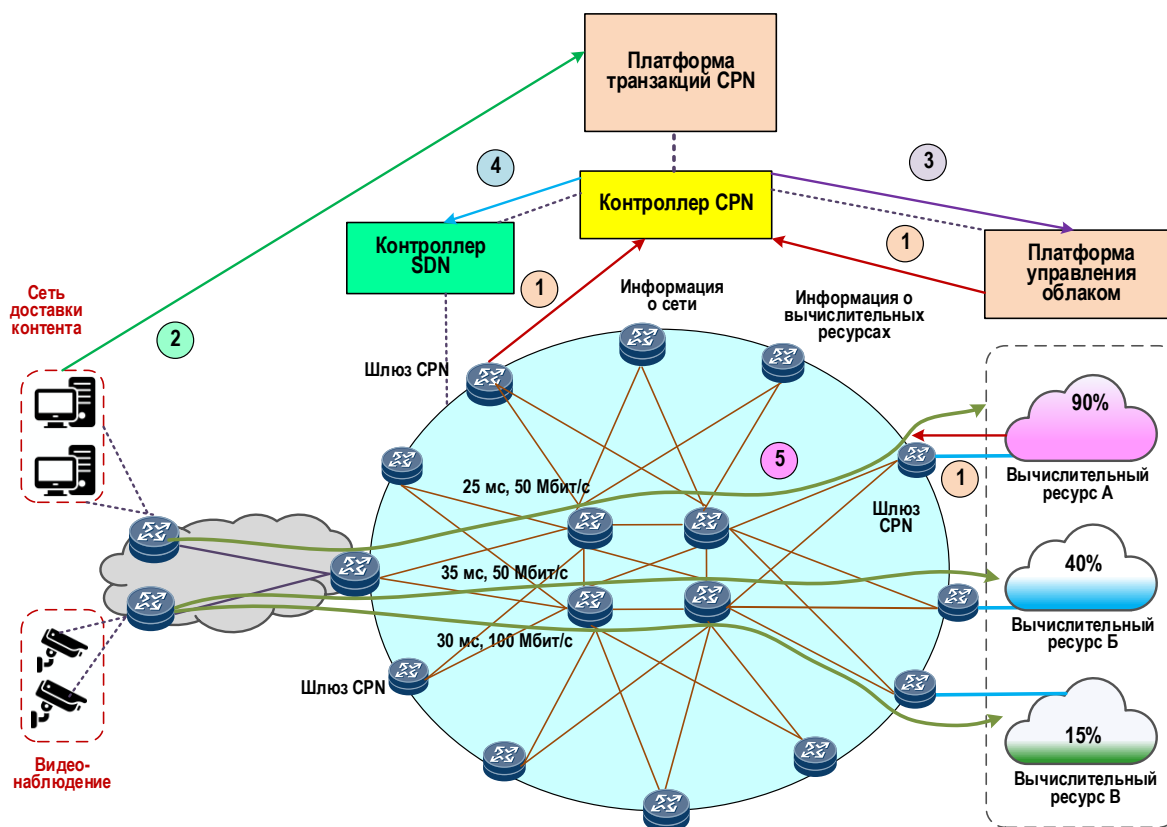 Платформа
транзакций CPN
4
3
Контроллер CPN
Контроллер
SDN
1
Платформа
управления
облаком
Сеть
доставки
контента
1
Информация
о сети
Информация о
вычислительных
ресурсах
2
Шлюз CPN
90%
5
1
Вычислительный
ресурс А
25 мс, 50 Мбит/с
Шлюз
CPN
40%
35 мс, 50 Мбит/с
Вычислительный
ресурс Б
30 мс, 100 Мбит/с
Шлюз CPN
15%
Видео-
наблюдение
Вычислительный
ресурс В